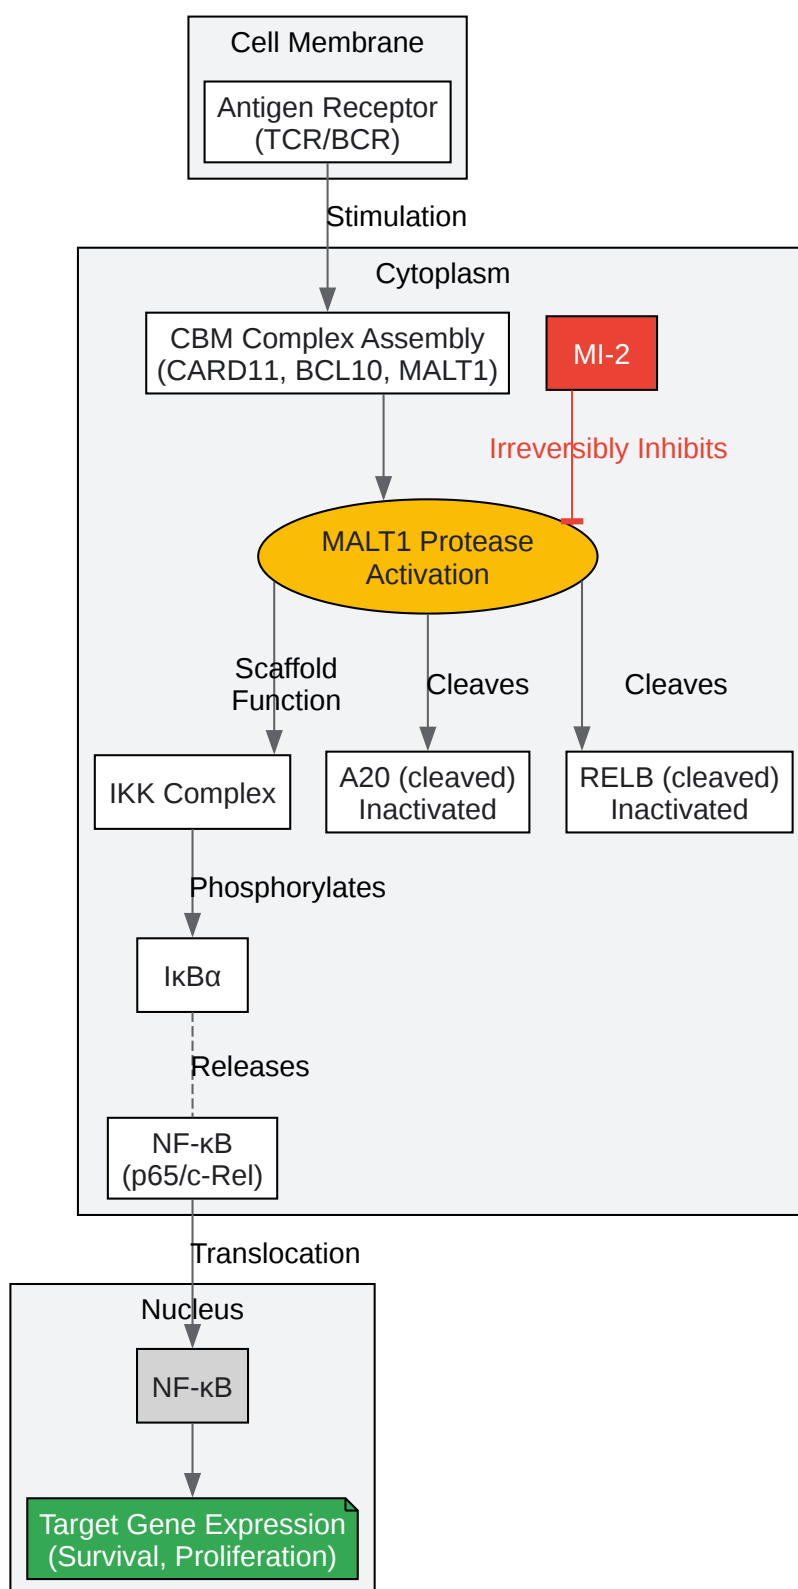 Cell Membrane
Antigen Receptor
(TCR/BCR)
Stimulation
Cytoplasm
CBM Complex Assembly
(CARD11, BCL10, MALT1)
MI-2
Irreversibly Inhibits
MALT1 Protease
Activation
Scaffold
Function
Cleaves
Cleaves
IKK Complex
A20 (cleaved)
Inactivated
RELB (cleaved)
Inactivated
Phosphorylates
IκBα
Releases
NF-κB
(p65/c-Rel)
Translocation
Nucleus
NF-κB
Target Gene Expression
(Survival, Proliferation)